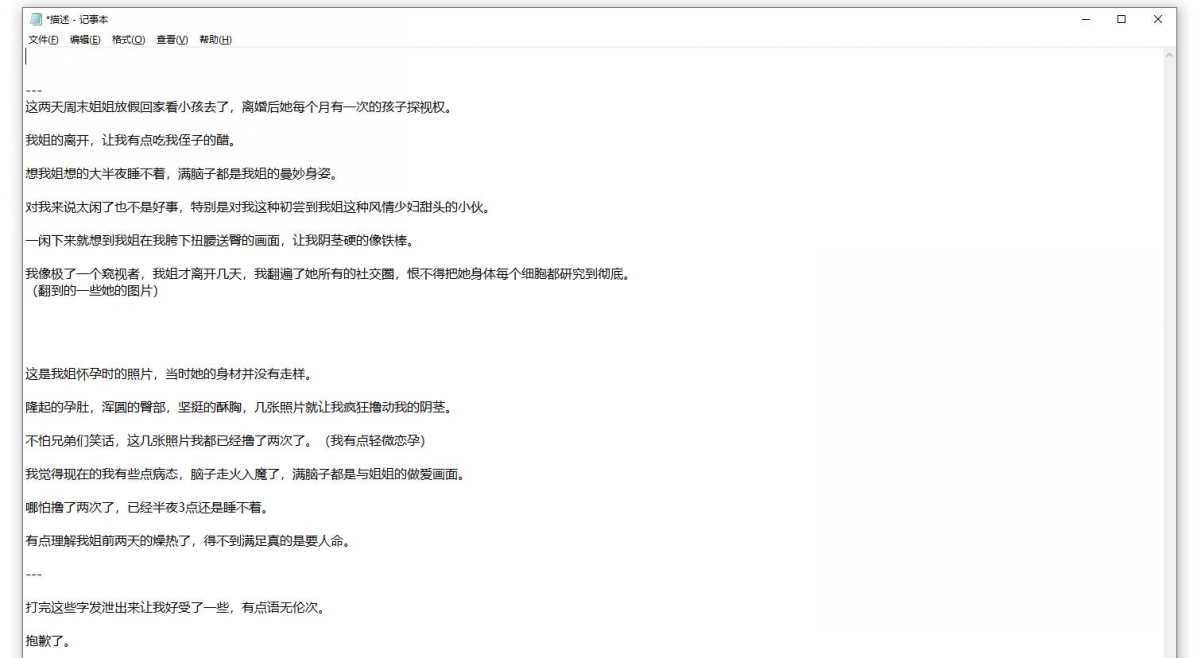 *描述 - 记事本
文件(F) 编辑(E) 格式(O) 查看(V) 帮助(H)
---
这两天周末姐姐放假回家看小孩去了，离婚后她每个月有一次的孩子探视权。
我姐的离开，让我有点吃我侄子的醋。
想我姐想的大半夜睡不着，满脑子都是我姐的曼妙身姿。
对我来说太闲了也不是好事，特别是对我这种初尝到我姐这种风情少妇甜头的小伙。
一闲下来就想到我姐在我胯下扭腰送臀的画面，让我阴茎硬的像铁棒。
我像极了一个窥视者，我姐才离开几天，我翻遍了她所有的社交圈，恨不得把她身体每个细胞都研究到彻底。
（翻到的一些她的图片）
这是我姐怀孕时的照片，当时她的身材并没有走样。
隆起的孕肚，浑圆的臀部，坚挺的酥胸，几张照片就让我疯狂撸动我的阴茎。
不怕兄弟们笑话，这几张照片我都已经撸了两次了。（我有点轻微恋孕）
我觉得现在的我有些点病态，脑子走火入魔了，满脑子都是与姐姐的做爱画面。
哪怕撸了两次了，已经半夜3点还是睡不着。
有点理解我姐前两天的燥热了，得不到满足真的是要人命。
---
打完这些字发泄出来让我好受了一些，有点语无伦次。
抱歉了。